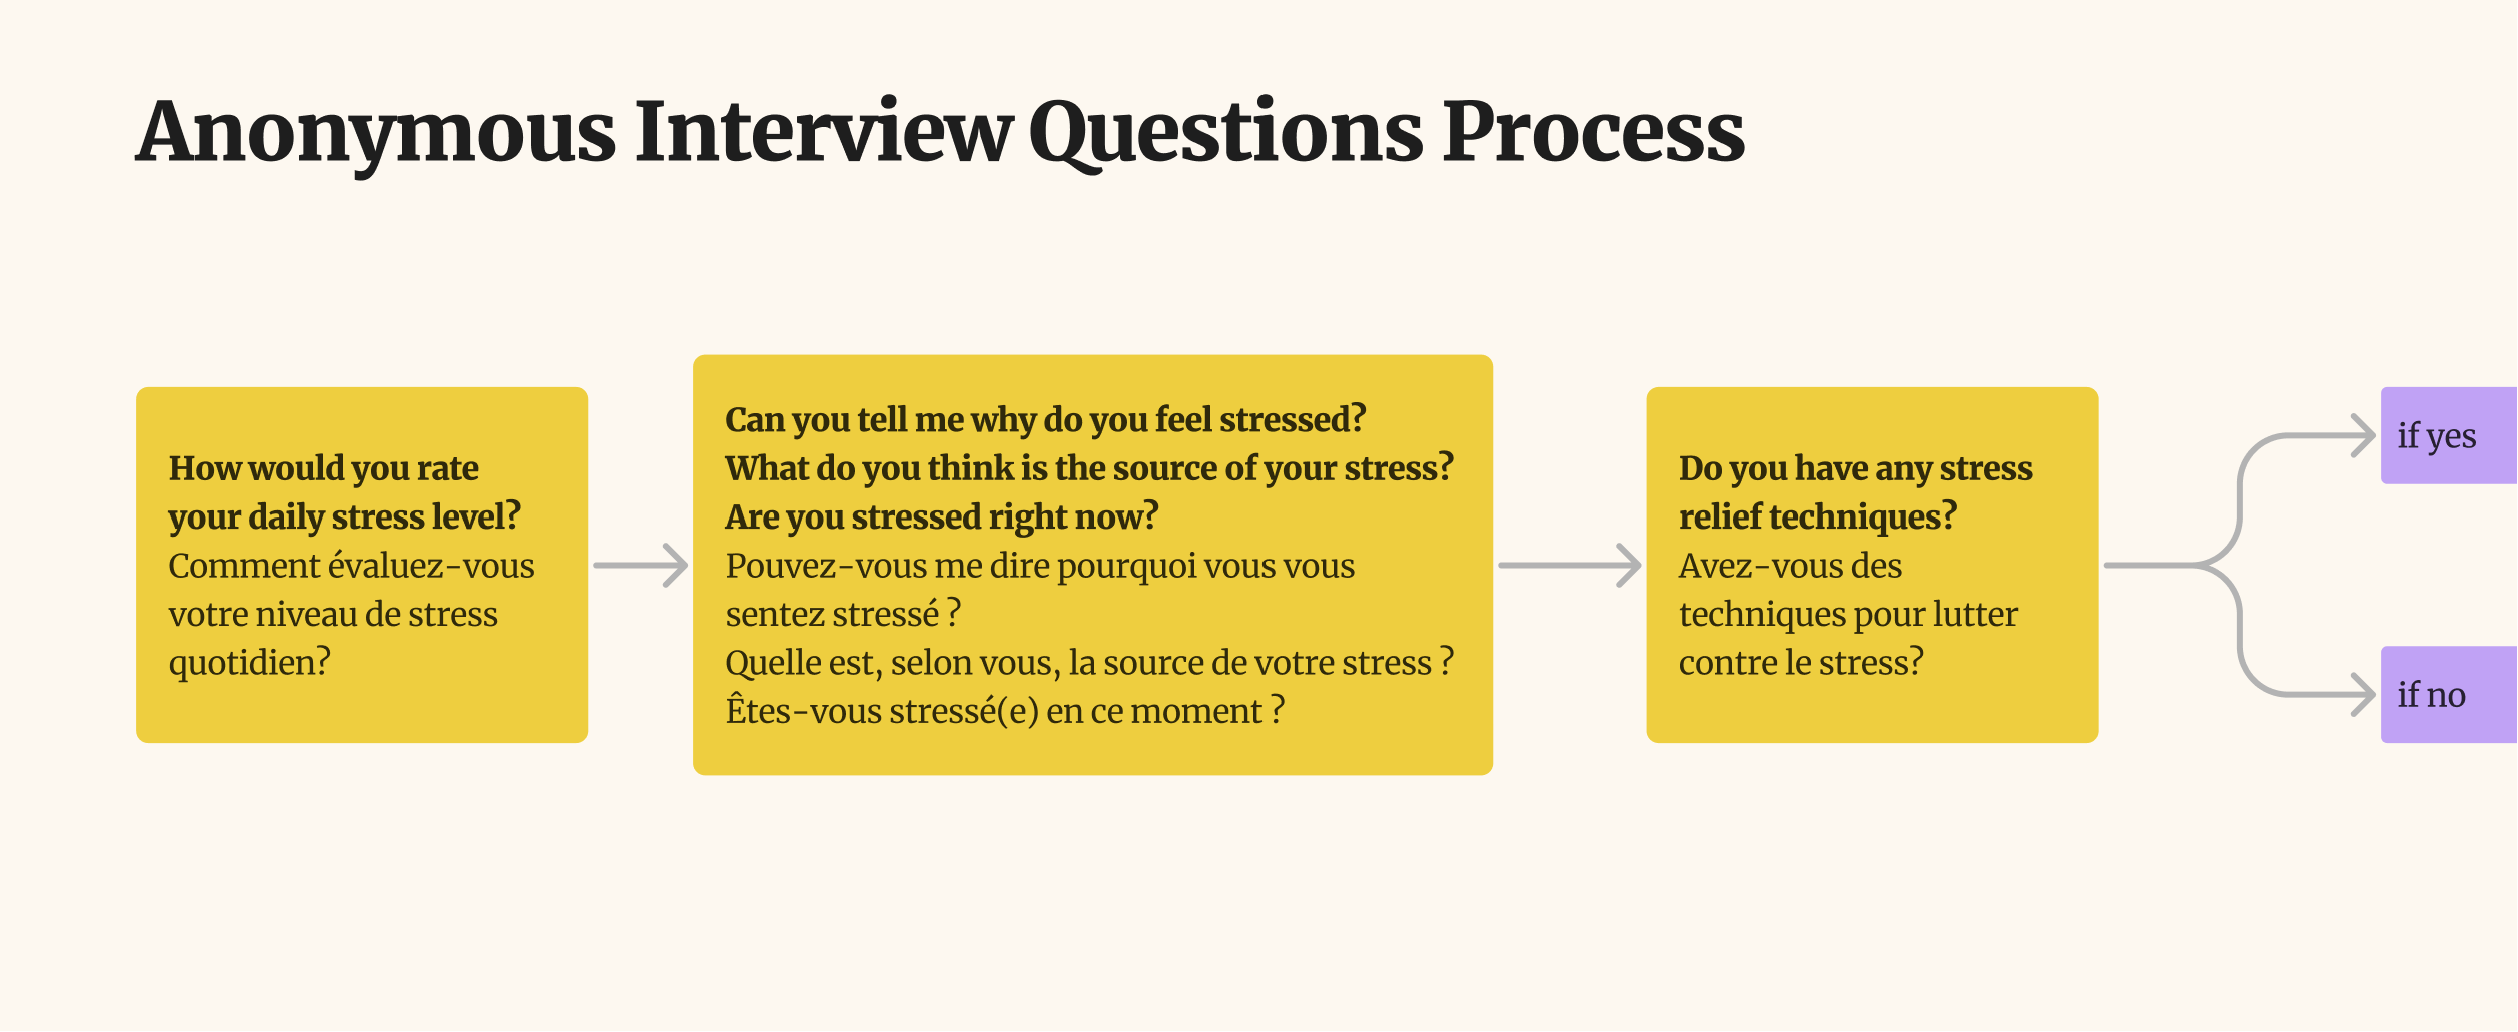 Anonymous Interview Questions Process
How would you rate
your daily stress level?
Comment évaluez-vous
votre niveau de stress
quotidien?
Can you tell me why do you feel stressed?
What do you think is the source of your stress?
Are you stressed right now?
Pouvez-vous me dire pourquoi vous vous
sentez stressé ?
Quelle est, selon vous, la source de votre stress ?
Êtes-vous stressé(e) en ce moment ?
Do you have any stress
relief techniques?
Avez-vous des
techniques pour lutter
contre le stress?
if yes
if no